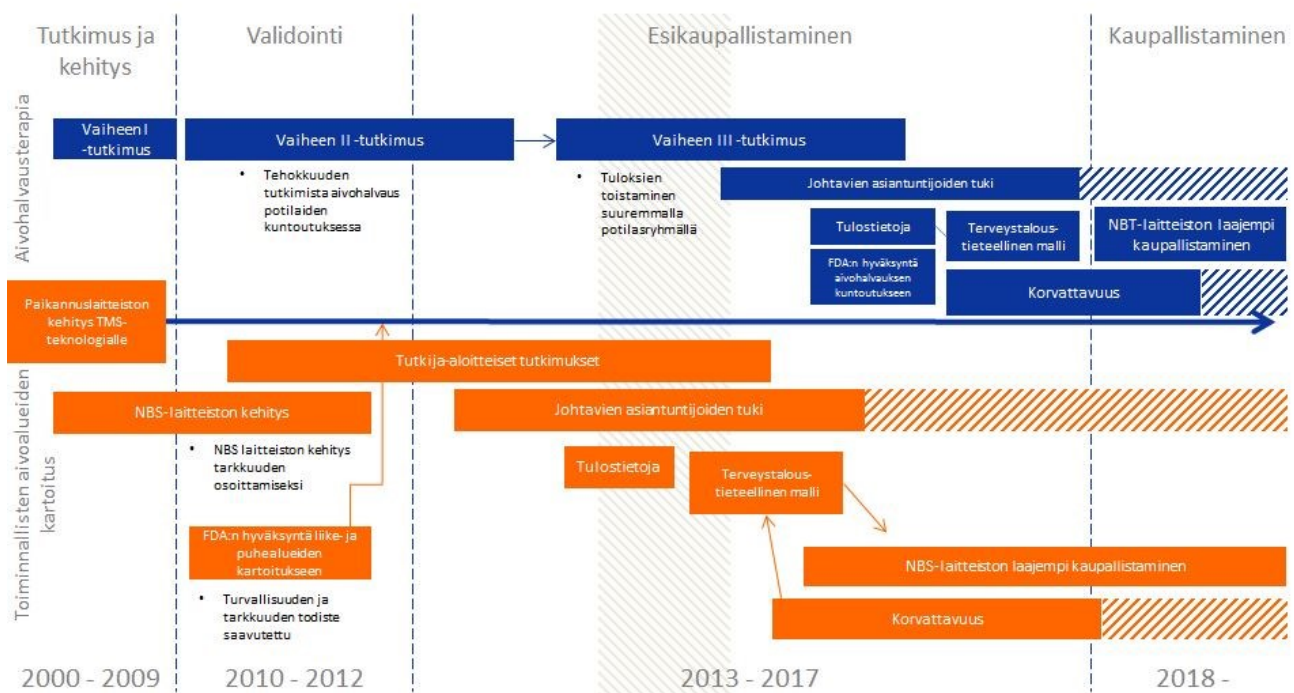 Tutkimus ja
kehitys
Validointi
Esikaupallistaminen
Kaupallistaminen
Aivohalvausterapia
Vaiheen I
-tutkimus
Vaiheen II -tutkimus
Vaiheen III -tutkimus
• Tehokkuuden
tutkimista aivohalvaus
potilaiden
kuntoutuksessa
• Tuloksien
toistaminen
suuremmalla
potilasryhmällä
Johtavien asiantuntijoiden tuki
Tulostietoja
Terveystalous-
tieteellinen malli
NBT-laitteiston laajempi
kaupallistaminen
FDA:n hyväksyntä
aivohalvauksen
kuntoutukseen
Korvattavuus
Paikannuslaitteiston
kehitys TMS-
teknologialle
Toiminnallisten aivoalueiden
kartoitus
Tutkija-aloitteiset tutkimukset
NBS-laitteiston kehitys
Johtavien asiantuntijoiden tuki
• NBS laitteiston kehitys
tarkkuuden
osoittamiseksi
Tulostietoja
Terveystalous-
tieteellinen malli
FDA:n hyväksyntä liike- ja
puhealueiden
kartoitukseen
NBS-laitteiston laajempi kaupallistaminen
• Turvallisuuden ja
tarkkuuden todiste
saavutettu
Korvattavuus
2000 - 2009
2010 - 2012
2013 - 2017
2018 -